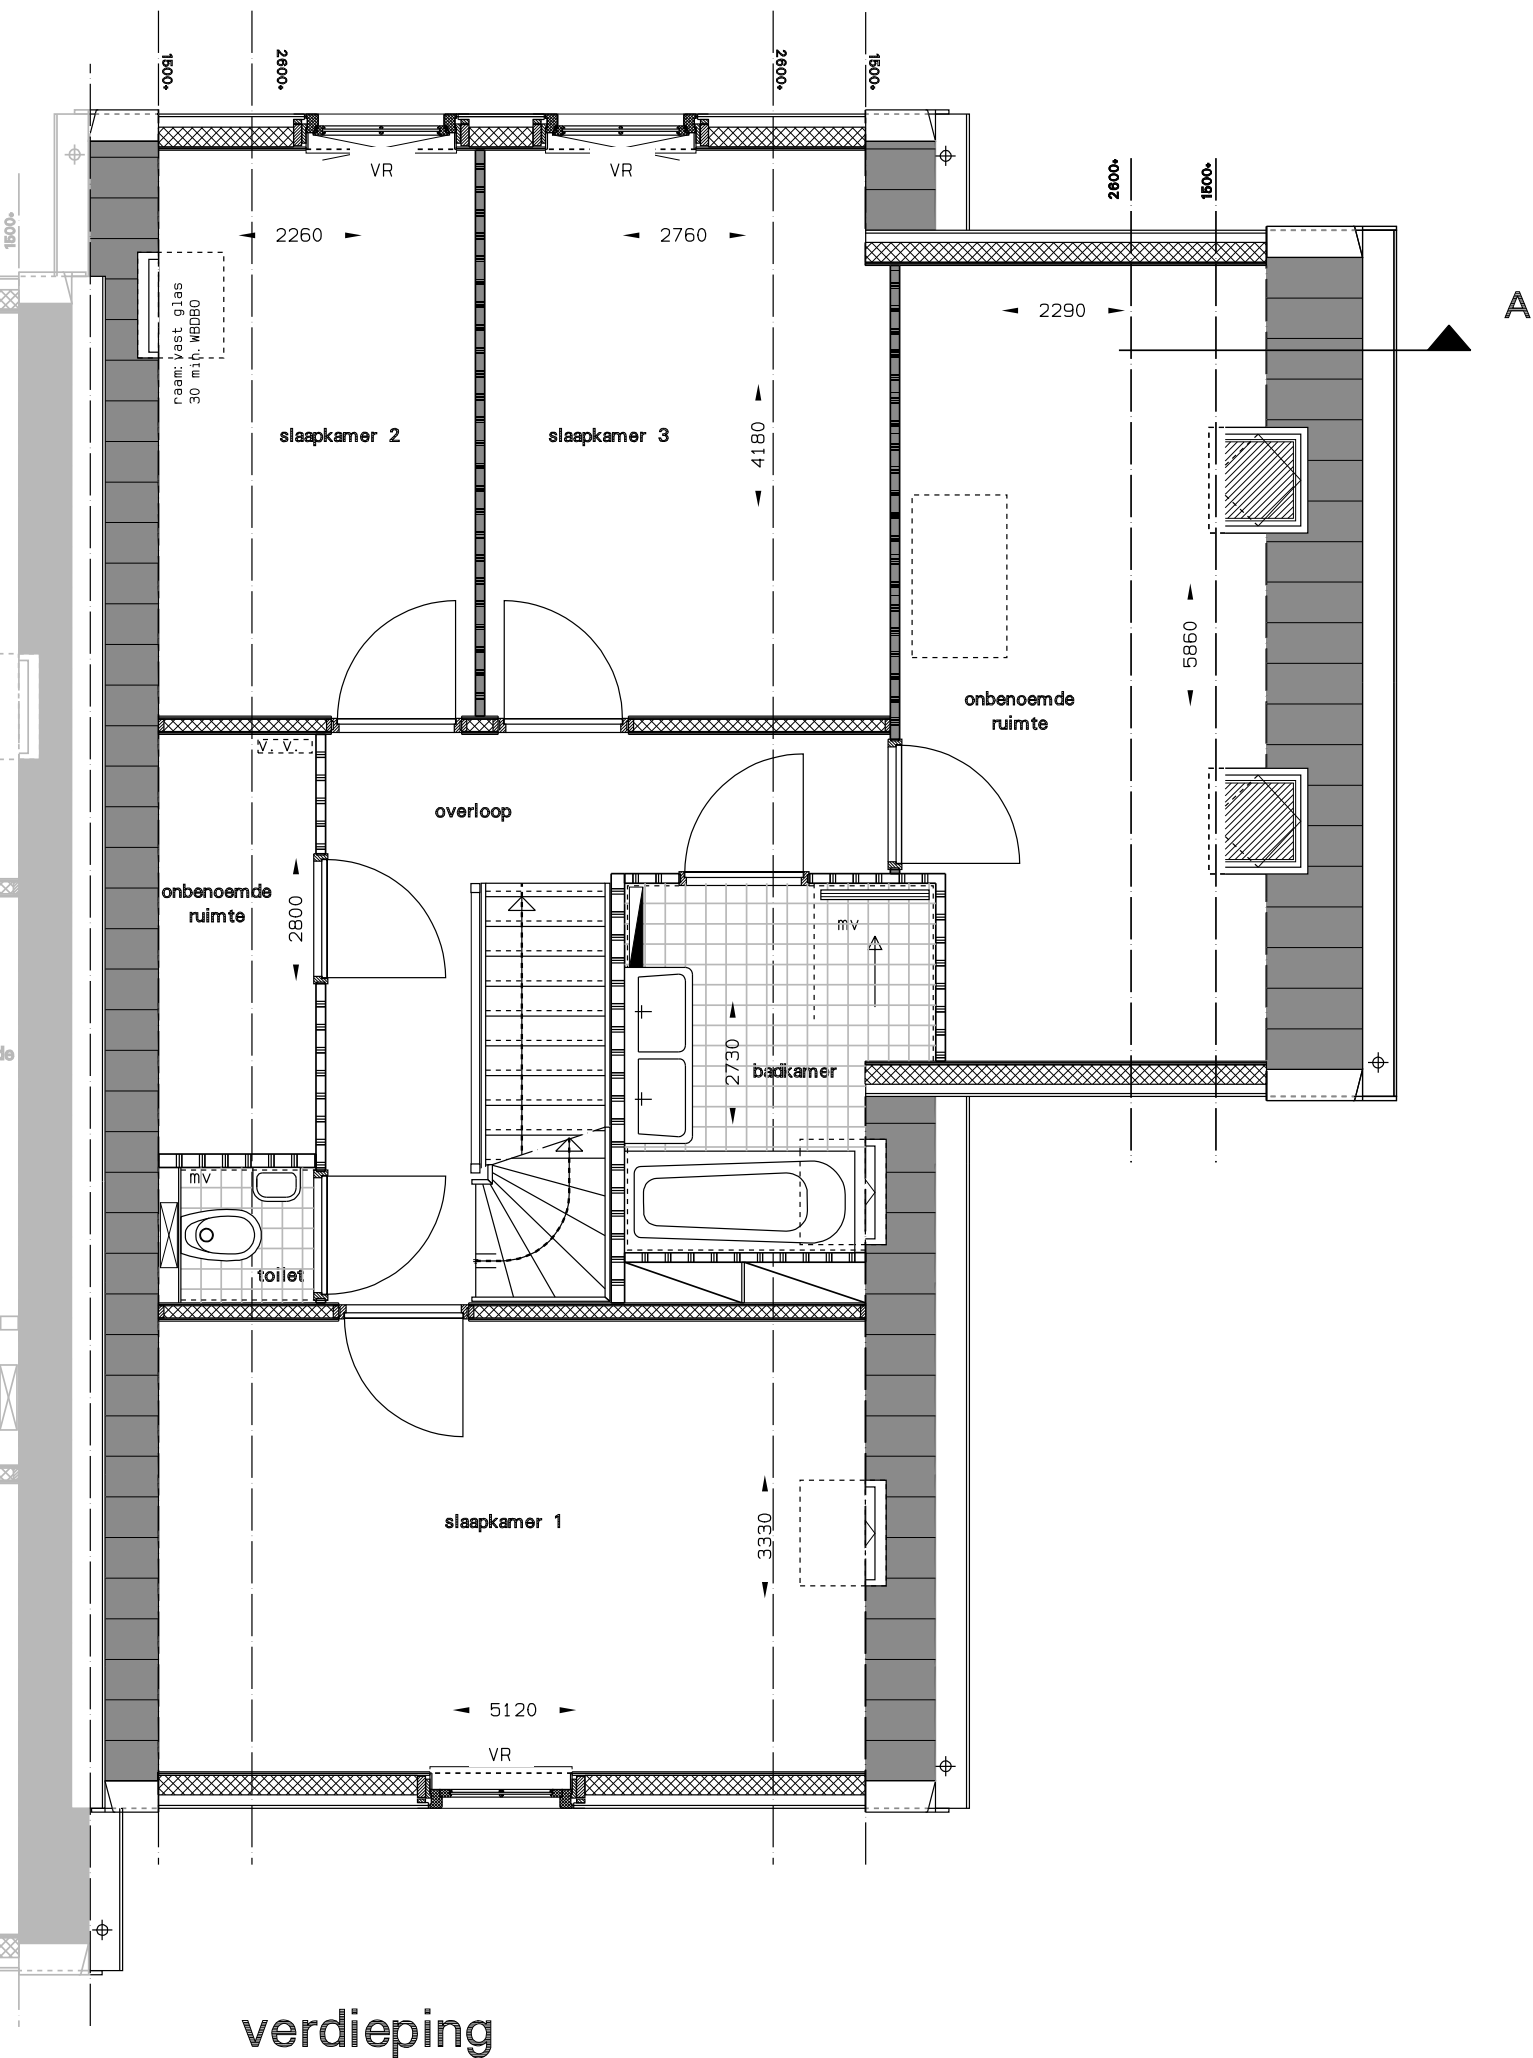 1500+
2600+
2600+
1500+
2600+
1500+
1500+
VR
VR
2260
2760
2290
A
raam: vast glas
30 min. WBDBO
slaapkamer 2
slaapkamer 3
4180
5860
onbenoemde
ruimte
v. v.
overloop
onbenoemde
ruimte
2800
mv
de
2730
badkamer
mv
toilet
slaapkamer 1
3330
5120
VR
verdieping